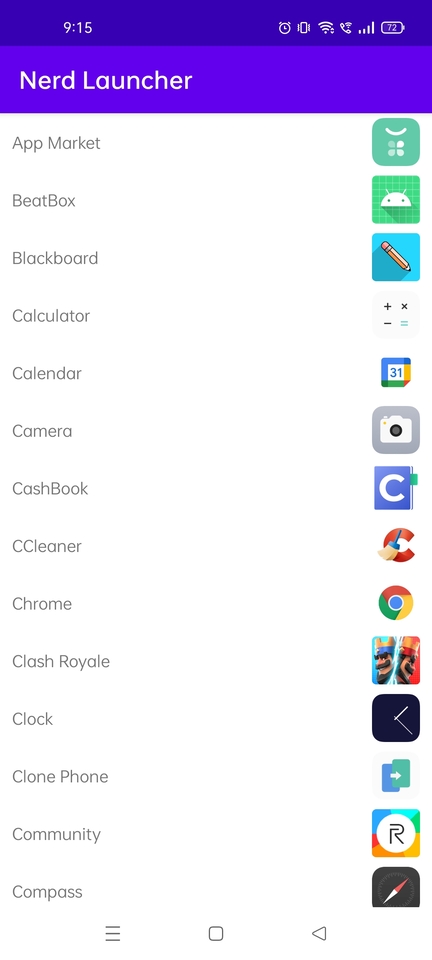 9:15
72
Nerd Launcher
App Market
BeatBox
Blackboard
Calculator
+ ×
− =
Calendar
31
Camera
CashBook
C
CCleaner
Chrome
Clash Royale
Clock
Clone Phone
Community
R
Compass